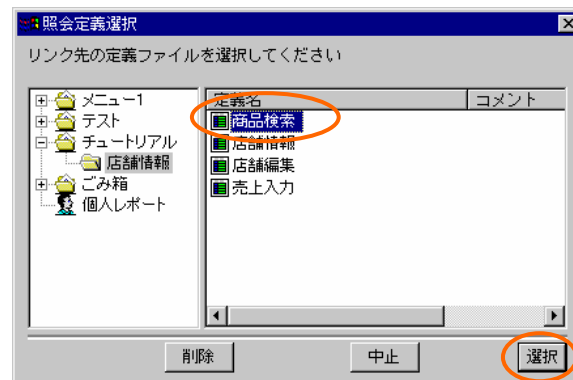 照会定義選択
リンク先の定義ファイルを選択してください
メニュー1
テスト
チュートリアル
店舗情報
ごみ箱
個人レポート
定義名 コメント
商品検索
店舗情報
店舗編集
売上入力
削除 中止 選択